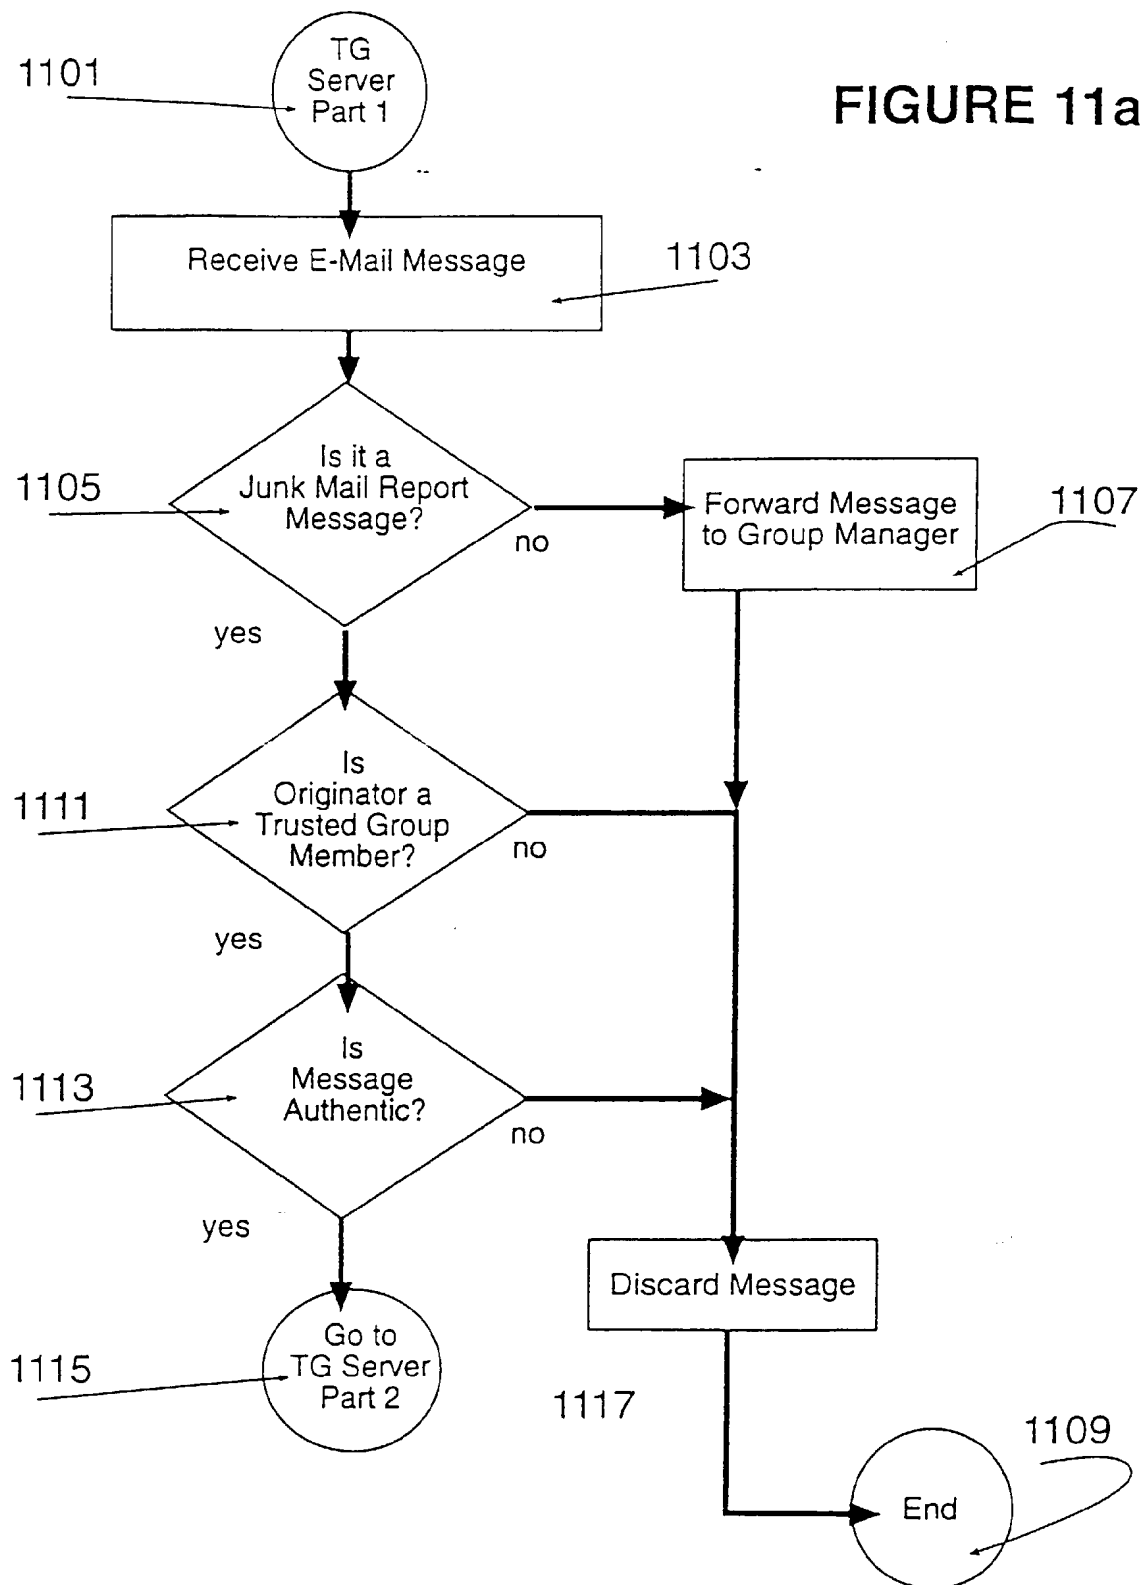 TG
Server
Part 1
1101
FIGURE 11a
Receive E-Mail Message
1103
Is it a
Junk Mail Report
Message?
1105
no
Forward Message
to Group Manager
1107
yes
Is
Originator a
Trusted Group
Member?
1111
no
yes
Is
Message
Authentic?
1113
no
yes
Discard Message
Go to
TG Server
Part 2
1115
1117
1109
End